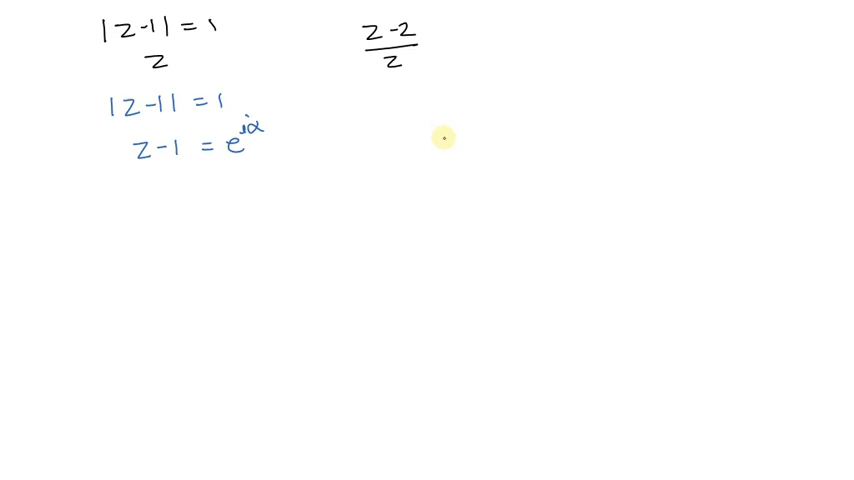 |z-1| = 1
z
z-2
z
|z-1| = 1
z-1 = e^{iα}